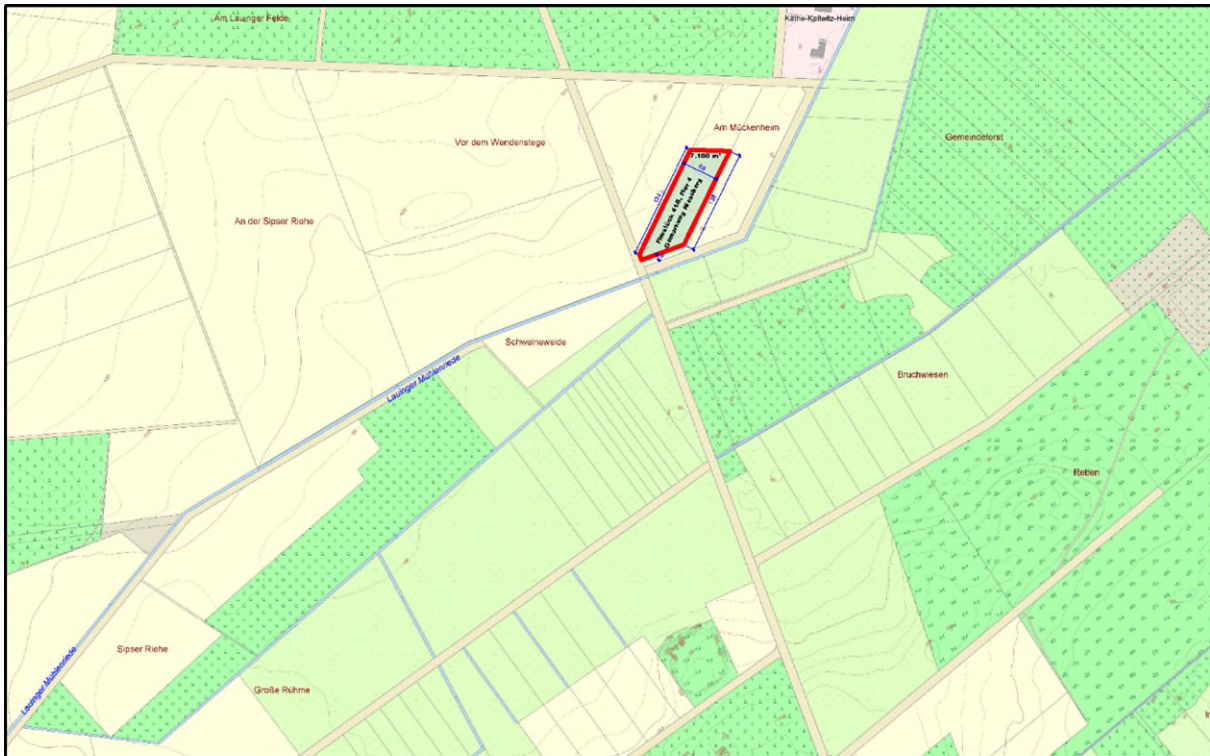 Am Lauinger Felde
Käthe-Kollwitz-Heim
Vor dem Wendenstege
Am Mückenheim
Gemeindeforst
7.180 m²
An der Sipser Riehe
Schweineweide
Lauinger Mühlenriede
Bruchwiesen
Reben
Sipser Riehe
Lauinger Mühlenriede
Große Rühme